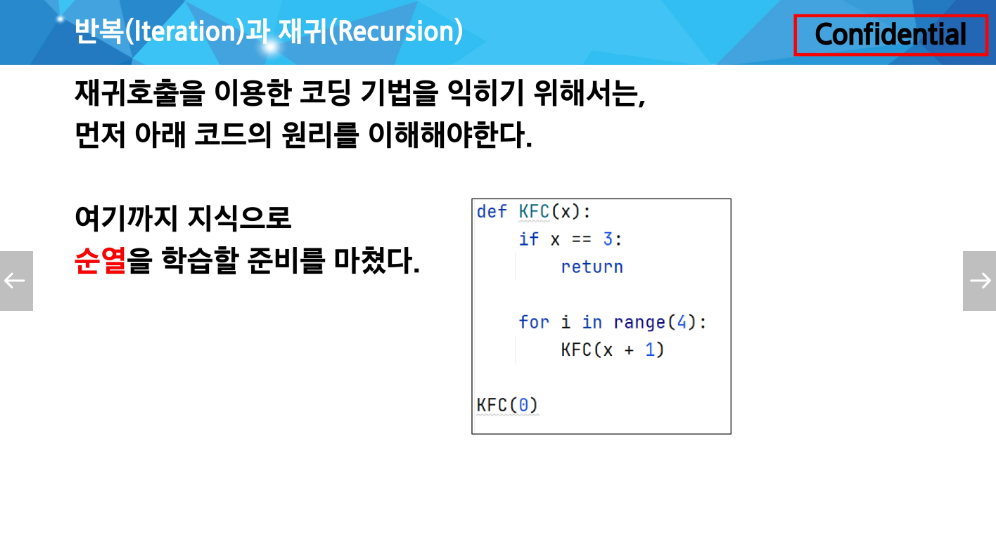 반복(Iteration)과 재귀(Recursion)
Confidential
재귀호출을 이용한 코딩 기법을 익히기 위해서는,
먼저 아래 코드의 원리를 이해해야한다.
여기까지 지식으로
순열을 학습할 준비를 마쳤다.
def KFC(x):
    if x == 3:
        return
    for i in range(4):
        KFC(x + 1)
KFC(0)